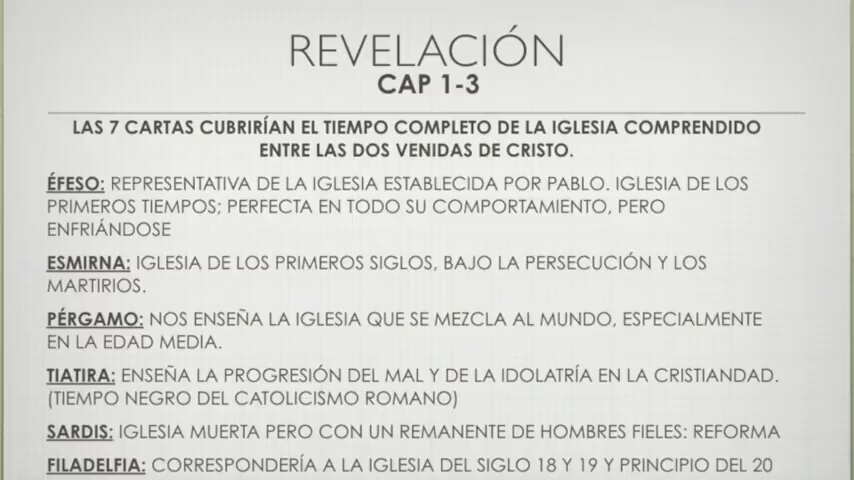 REVELACIÓN
CAP 1-3
LAS 7 CARTAS CUBRIRÍAN EL TIEMPO COMPLETO DE LA IGLESIA COMPRENDIDO
ENTRE LAS DOS VENIDAS DE CRISTO.
ÉFESO: REPRESENTATIVA DE LA IGLESIA ESTABLECIDA POR PABLO. IGLESIA DE LOS
PRIMEROS TIEMPOS; PERFECTA EN TODO SU COMPORTAMIENTO, PERO
ENFRIÁNDOSE
ESMIRNA: IGLESIA DE LOS PRIMEROS SIGLOS, BAJO LA PERSECUCIÓN Y LOS
MARTIRIOS.
PÉRGAMO: NOS ENSEÑA LA IGLESIA QUE SE MEZCLA AL MUNDO, ESPECIALMENTE
EN LA EDAD MEDIA.
TIATIRA: ENSEÑA LA PROGRESIÓN DEL MAL Y DE LA IDOLATRÍA EN LA CRISTIANDAD.
(TIEMPO NEGRO DEL CATOLICISMO ROMANO)
SARDIS: IGLESIA MUERTA PERO CON UN REMANENTE DE HOMBRES FIELES: REFORMA
FILADELFIA: CORRESPONDERÍA A LA IGLESIA DEL SIGLO 18 Y 19 Y PRINCIPIO DEL 20